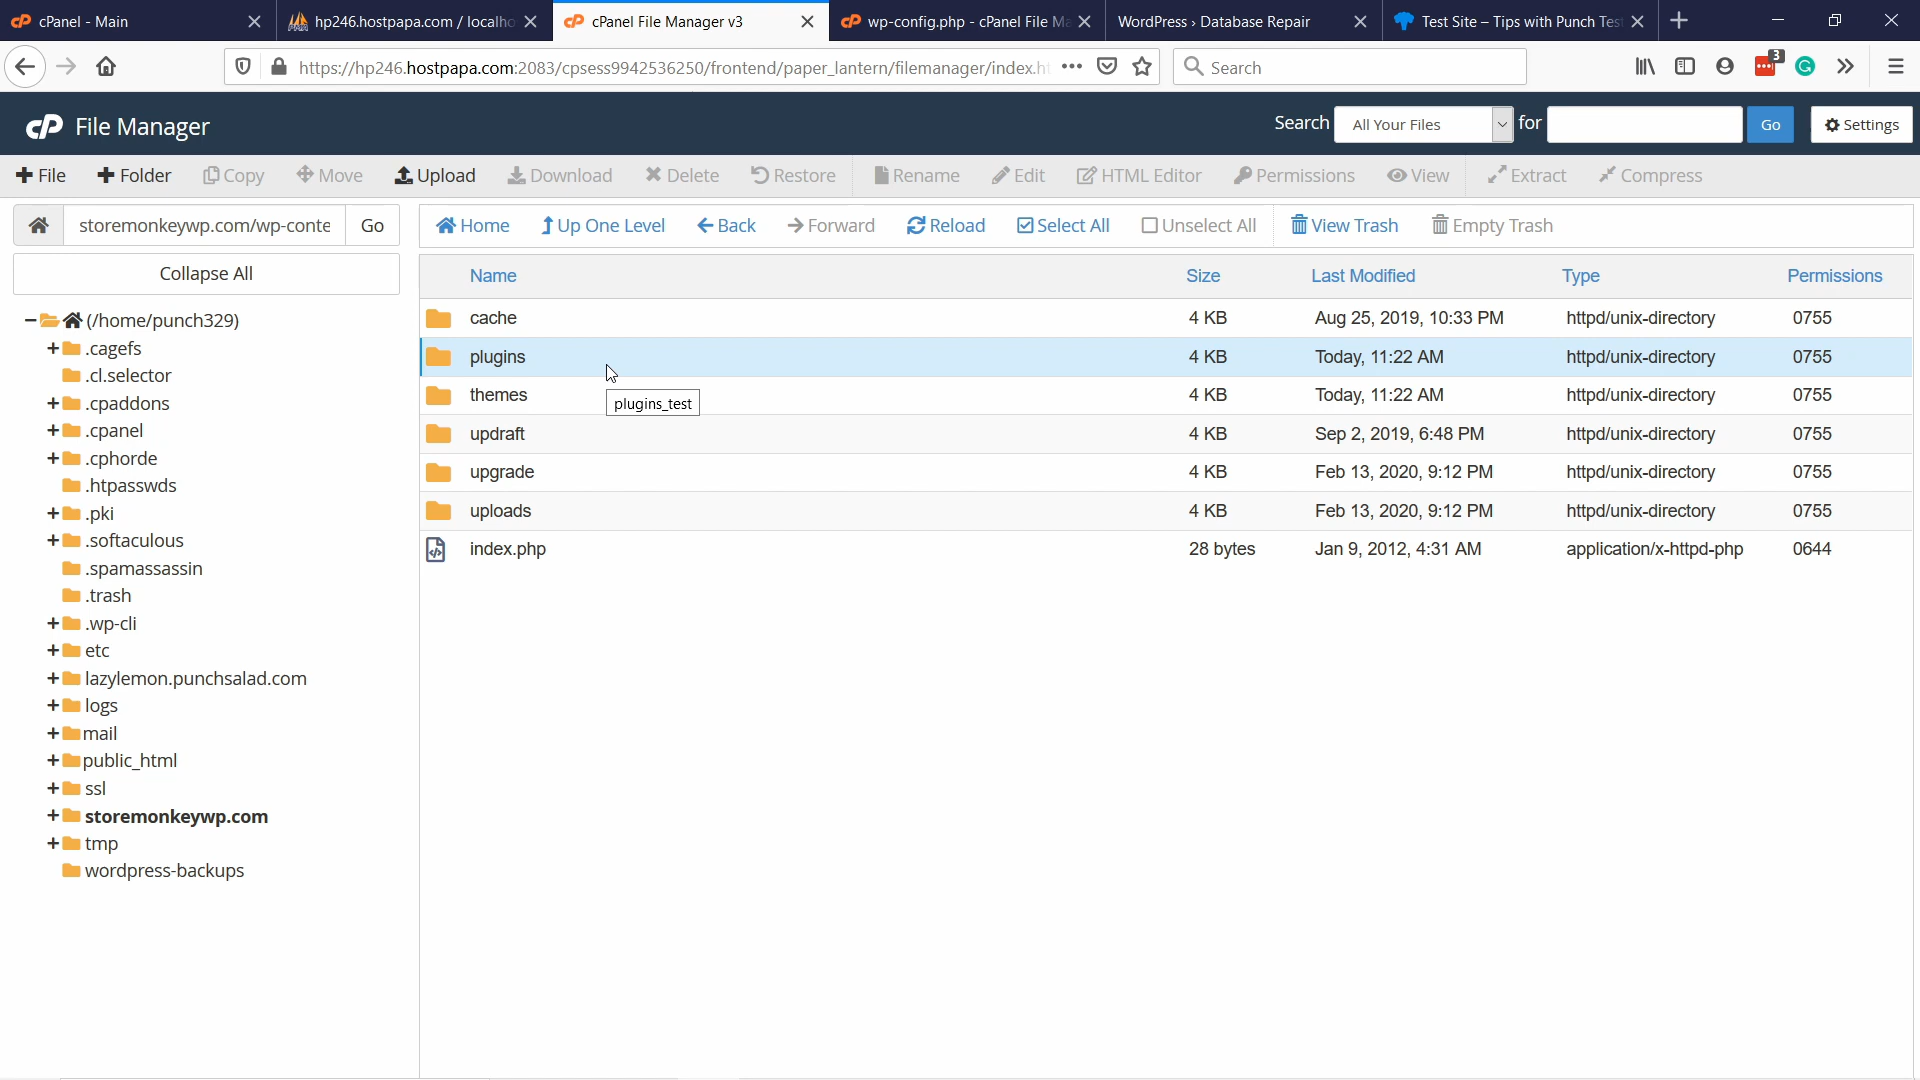 cPanel - Main
hp246.hostpapa.com / localho
cPanel File Manager v3
wp-config.php - cPanel File Ma
WordPress › Database Repair
Test Site – Tips with Punch Test
https://hp246.hostpapa.com:2083/cpsess9942536250/frontend/paper_lantern/filemanager/index.h
Search
3
cP File Manager
Search All Your Files for Go Settings
File Folder Copy Move Upload Download Delete Restore Rename Edit HTML Editor Permissions View Extract Compress
storemonkeywp.com/wp-conte Go
Home Up One Level Back Forward Reload Select All Unselect All View Trash Empty Trash
Collapse All
Name Size Last Modified Type Permissions
cache 4 KB Aug 25, 2019, 10:33 PM httpd/unix-directory 0755
plugins 4 KB Today, 11:22 AM httpd/unix-directory 0755
themes 4 KB Today, 11:22 AM httpd/unix-directory 0755
plugins_test
updraft 4 KB Sep 2, 2019, 6:48 PM httpd/unix-directory 0755
upgrade 4 KB Feb 13, 2020, 9:12 PM httpd/unix-directory 0755
uploads 4 KB Feb 13, 2020, 9:12 PM httpd/unix-directory 0755
index.php 28 bytes Jan 9, 2012, 4:31 AM application/x-httpd-php 0644
(/home/punch329)
.cagefs
.cl.selector
.cpaddons
.cpanel
.cphorde
.htpasswds
.pki
.softaculous
.spamassassin
.trash
.wp-cli
etc
lazylemon.punchsalad.com
logs
mail
public_html
ssl
storemonkeywp.com
tmp
wordpress-backups